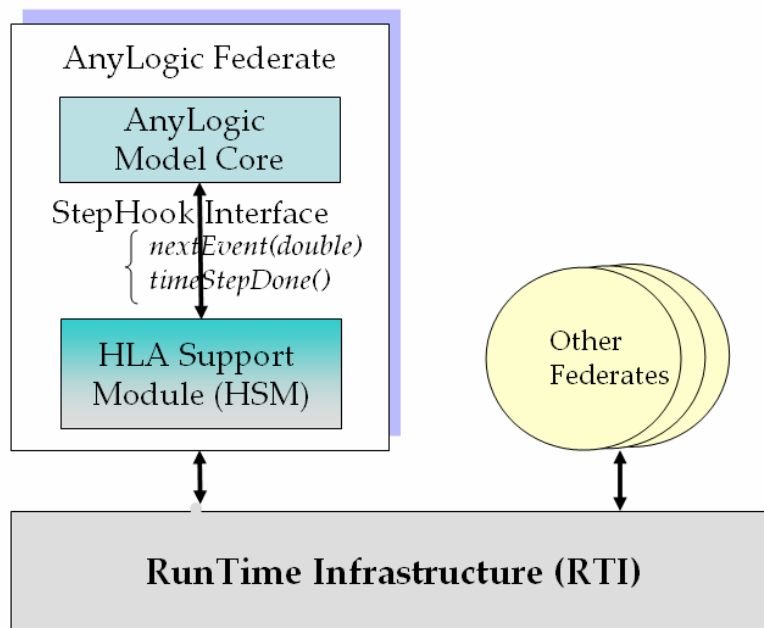 AnyLogic Federate
AnyLogic
Model Core
StepHook Interface
nextEvent(double)
timeStepDone()
HLA Support
Module (HSM)
Other
Federates
RunTime Infrastructure (RTI)